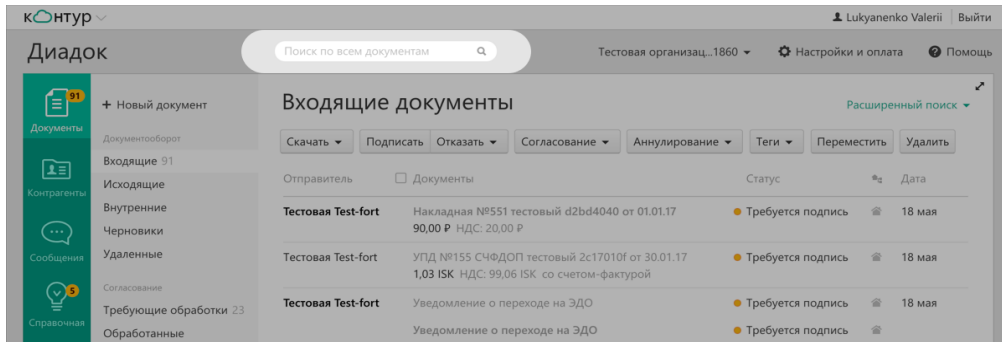 контур Lukyanenko Valerii Выйти
Диадок Поиск по всем документам Тестовая организац...1860 Настройки и оплата Помощь
91
Документы
Контрагенты
Сообщения
5
Справочная
+ Новый документ
Документооборот
Входящие 91
Исходящие
Внутренние
Черновики
Удаленные
Согласование
Требующие обработки 23
Обработанные
Входящие документы Расширенный поиск
Скачать Подписать Отказать Согласование Аннулирование Теги Переместить Удалить
Отправитель Документы Статус Дата
Тестовая Test-fort Накладная №551 тестовый d2bd4040 от 01.01.17 Требуется подпись 18 мая
90,00 ₽ НДС: 20,00 ₽
Тестовая Test-fort УПД №155 СЧФДОП тестовый 2c17010f от 30.01.17 Требуется подпись 18 мая
1,03 ISK НДС: 99,06 ISK со счетом-фактурой
Тестовая Test-fort Уведомление о переходе на ЭДО Требуется подпись 18 мая
Уведомление о переходе на ЭДО Требуется подпись